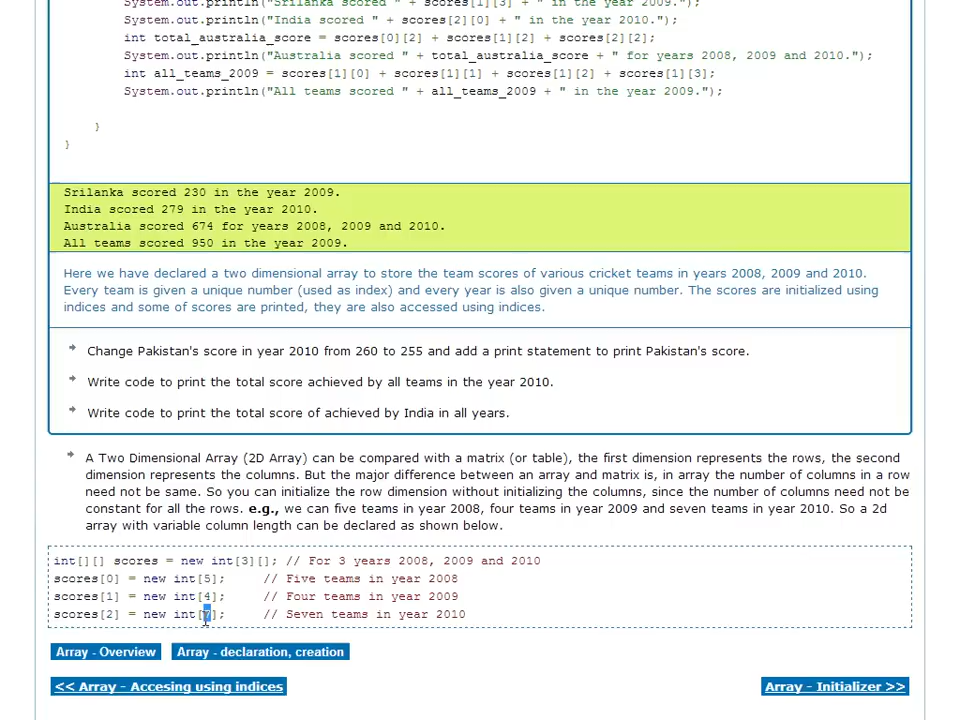 System.out.println("Srilanka scored " + scores[1][3] + " in the year 2009.");
System.out.println("India scored " + scores[2][0] + " in the year 2010.");
int total_australia_score = scores[0][2] + scores[1][2] + scores[2][2];
System.out.println("Australia scored " + total_australia_score + " for years 2008, 2009 and 2010.");
int all_teams_2009 = scores[1][0] + scores[1][1] + scores[1][2] + scores[1][3];
System.out.println("All teams scored " + all_teams_2009 + " in the year 2009.");
}
}
Srilanka scored 230 in the year 2009.
India scored 279 in the year 2010.
Australia scored 674 for years 2008, 2009 and 2010.
All teams scored 950 in the year 2009.
Here we have declared a two dimensional array to store the team scores of various cricket teams in years 2008, 2009 and 2010.
Every team is given a unique number (used as index) and every year is also given a unique number. The scores are initialized using
indices and some of scores are printed, they are also accessed using indices.
Change Pakistan's score in year 2010 from 260 to 255 and add a print statement to print Pakistan's score.
Write code to print the total score achieved by all teams in the year 2010.
Write code to print the total score of achieved by India in all years.
A Two Dimensional Array (2D Array) can be compared with a matrix (or table), the first dimension represents the rows, the second
dimension represents the columns. But the major difference between an array and matrix is, in array the number of columns in a row
need not be same. So you can initialize the row dimension without initializing the columns, since the number of columns need not be
constant for all the rows. e.g., we can five teams in year 2008, four teams in year 2009 and seven teams in year 2010. So a 2d
array with variable column length can be declared as shown below.
int[][] scores = new int[3][]; // For 3 years 2008, 2009 and 2010
scores[0] = new int[5]; // Five teams in year 2008
scores[1] = new int[4]; // Four teams in year 2009
scores[2] = new int[7]; // Seven teams in year 2010
Array - Overview Array - declaration, creation
<< Array - Accesing using indices Array - Initializer >>